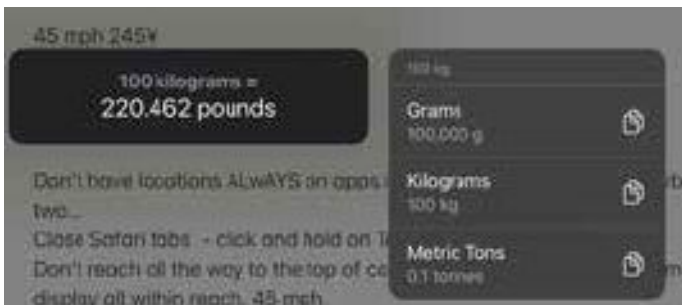 45 mph 245¥
100 kilograms =
220.462 pounds
100 kg
Grams
100,000 g
Kilograms
100 kg
Metric Tons
0.1 tonnes
Don't have locations ALwAYS on apps
two...
Close Safari tabs - click and hold on
Don't reach all the way to the top of
display all within reach. 45 mph